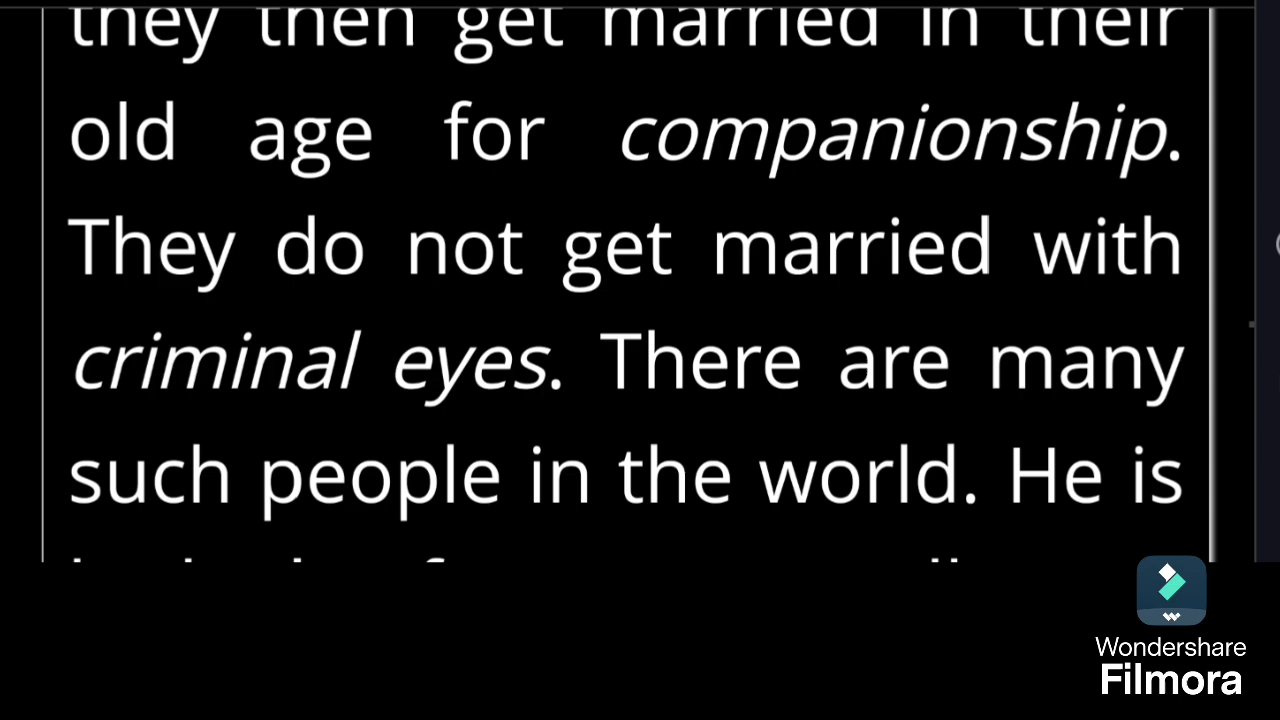 they then get married in their
old age for companionship.
They do not get married with
criminal eyes. There are many
such people in the world. He is
Wondershare
Filmora